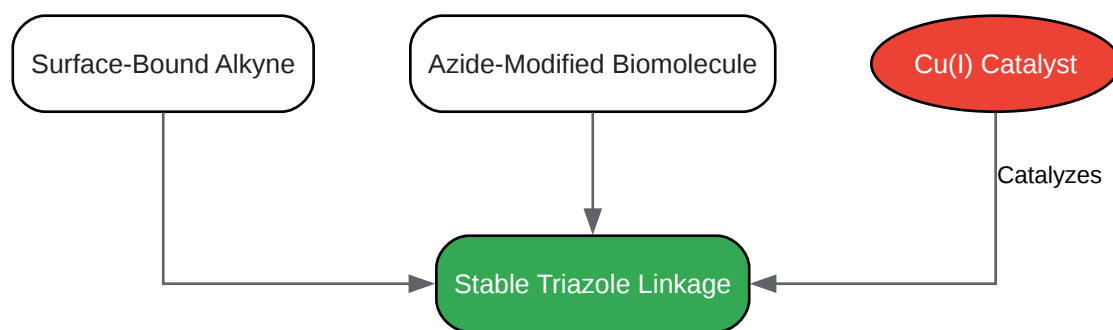 Surface-Bound Alkyne
Azide-Modified Biomolecule
Cu(I) Catalyst
Catalyzes
Stable Triazole Linkage